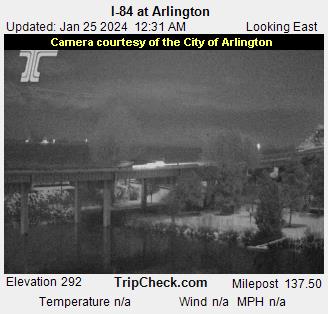 I-84 at Arlington
Updated: Jan 25 2024 12:31 AM Looking East
Camera courtesy of the City of Arlington
Elevation 292 TripCheck.com Milepost 137.50
Temperature n/a Wind n/a MPH n/a